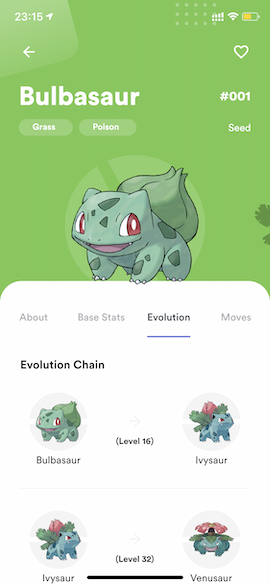 23:15
Bulbasaur
#001
Grass Poison
Seed
About Base Stats Evolution Moves
Evolution Chain
(Level 16)
Bulbasaur Ivysaur
(Level 32)
Ivysaur Venusaur